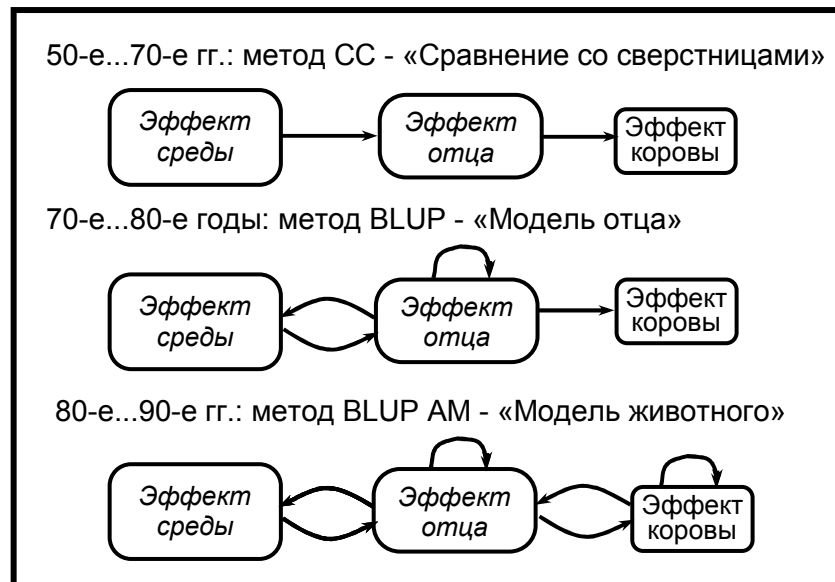 50-е...70-е гг.: метод СС - «Сравнение со сверстницами»
Эффект
среды
Эффект
отца
Эффект
коровы
70-е...80-е годы: метод BLUP - «Модель отца»
Эффект
среды
Эффект
отца
Эффект
коровы
80-е...90-е гг.: метод BLUP AM - «Модель животного»
Эффект
среды
Эффект
отца
Эффект
коровы